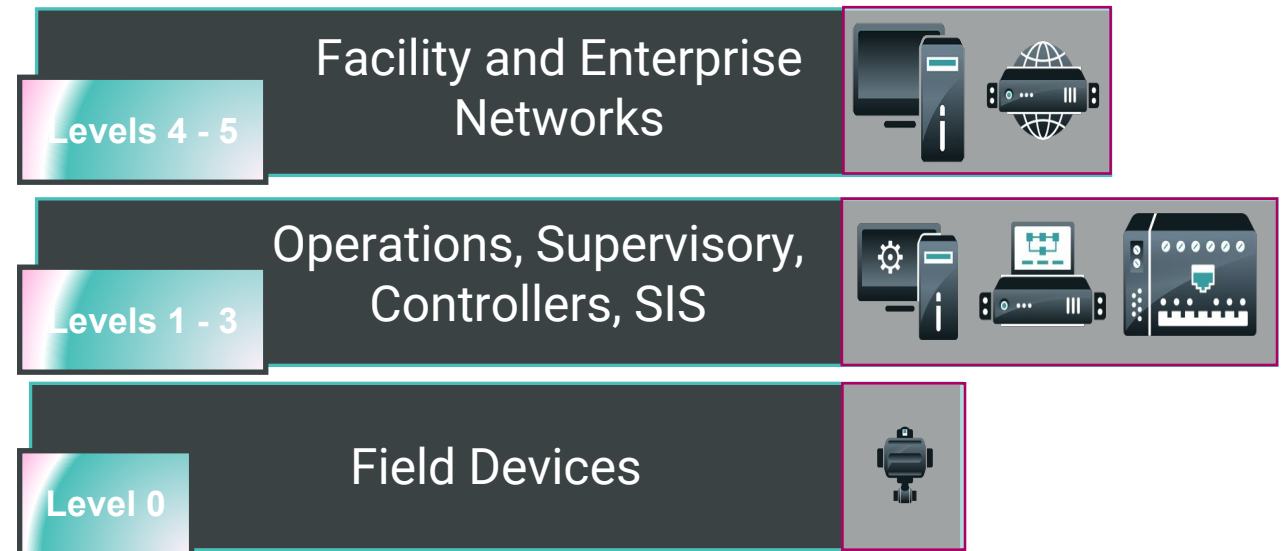 Facility and Enterprise
Networks
Levels 4 - 5
Operations, Supervisory,
Controllers, SIS
Levels 1 - 3
Field Devices
Level 0